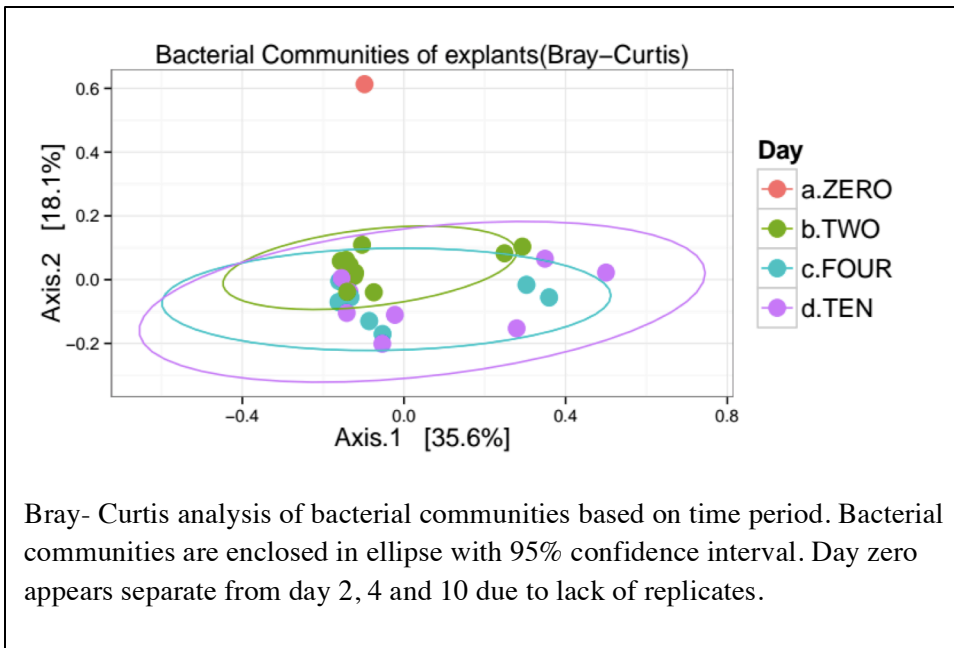 Bacterial Communities of explants(Bray−Curtis)
0.6
0.4
0.2
0.0
−0.2
Axis.2 [18.1%]
−0.4 0.0 0.4 0.8
Axis.1 [35.6%]
Day
a.ZERO
b.TWO
c.FOUR
d.TEN
Bray- Curtis analysis of bacterial communities based on time period. Bacterial
communities are enclosed in ellipse with 95% confidence interval. Day zero
appears separate from day 2, 4 and 10 due to lack of replicates.